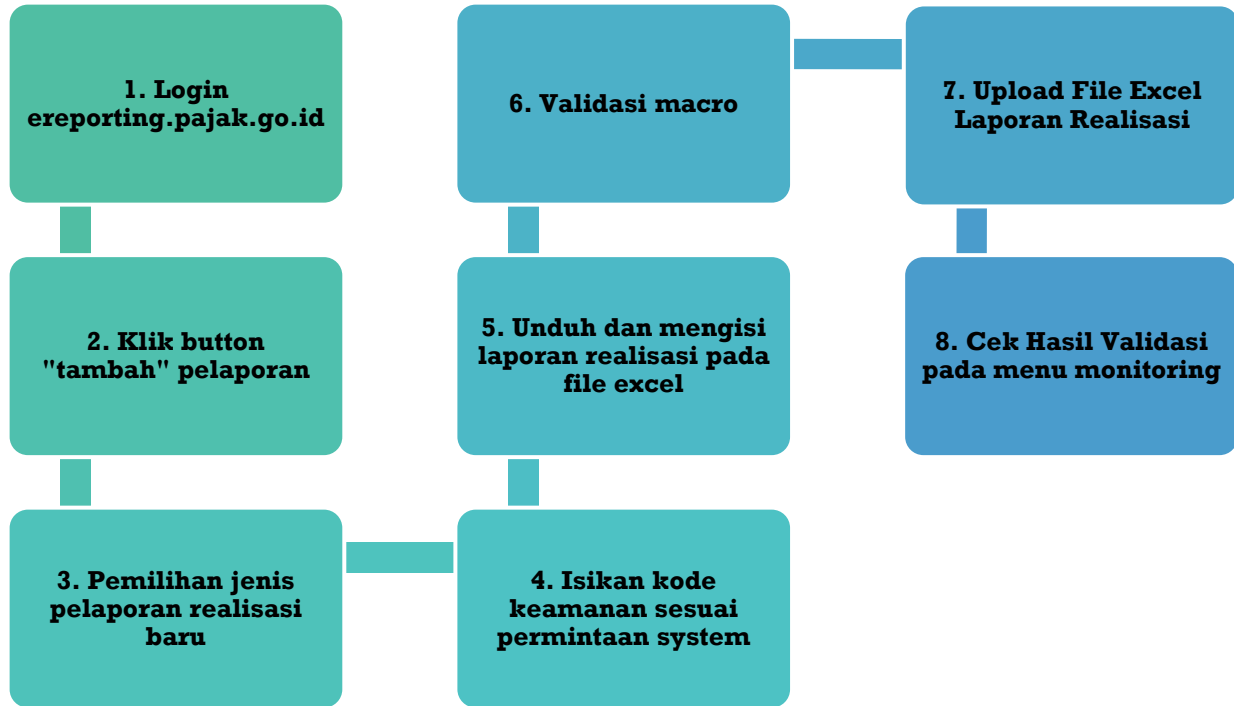 1. Login
ereporting.pajak.go.id
2. Klik button
"tambah" pelaporan
3. Pemilihan jenis
pelaporan realisasi
baru
4. Isikan kode
keamanan sesuai
permintaan system
5. Unduh dan mengisi
laporan realisasi pada
file excel
6. Validasi macro
7. Upload File Excel
Laporan Realisasi
8. Cek Hasil Validasi
pada menu monitoring